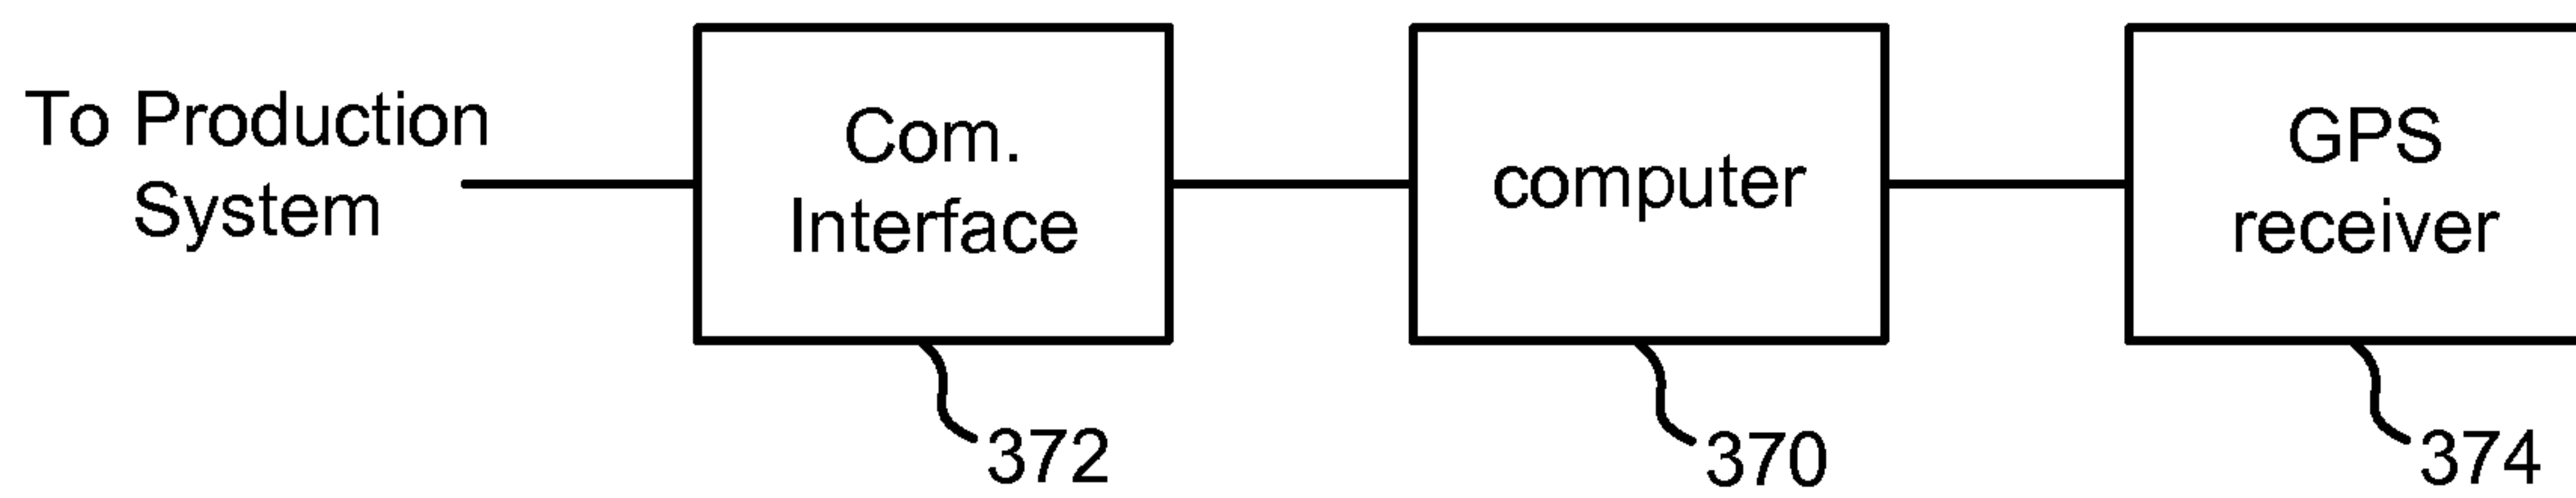 To Production
System
Com.
Interface
computer
GPS
receiver
372
370
374